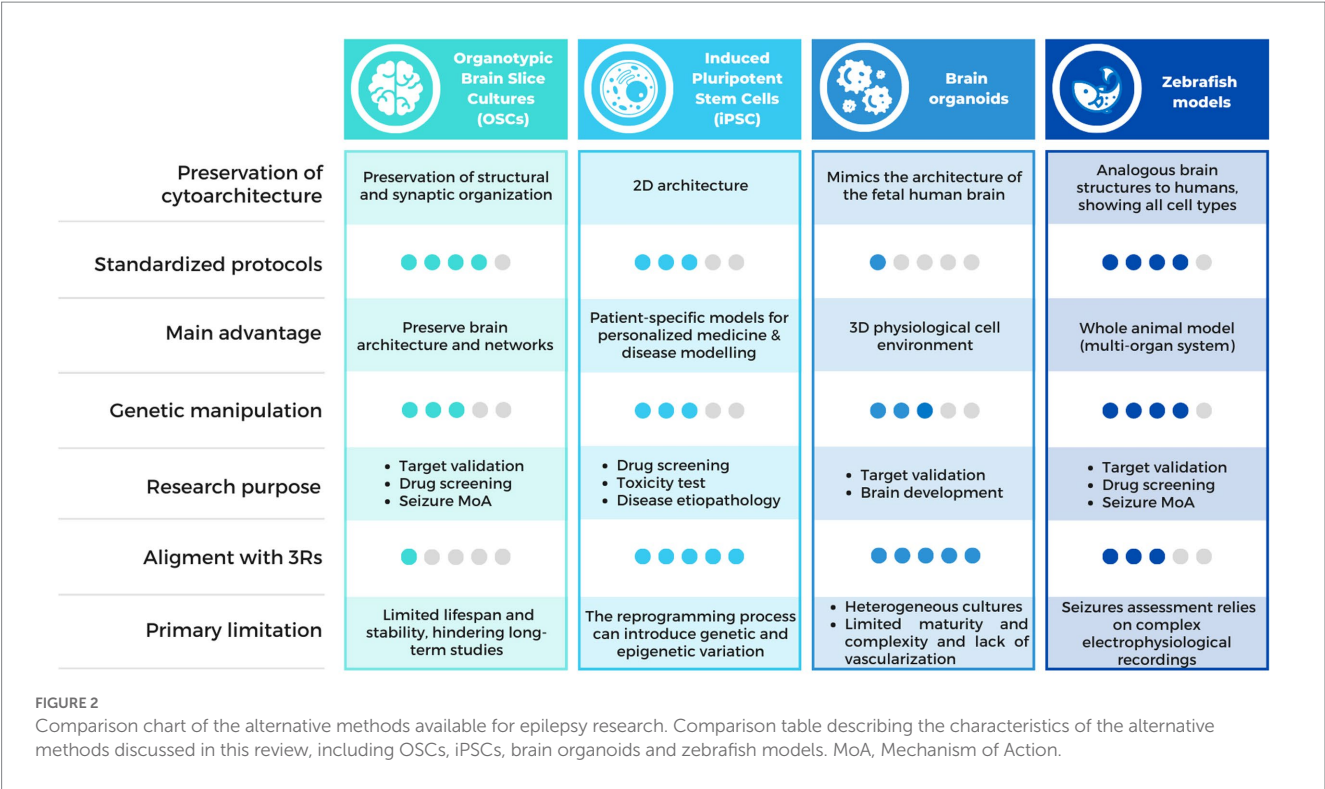 Organotypic
Brain Slice
Cultures
(OSCs)
Induced
Pluripotent
Stem Cells
(iPSC)
Brain
organoids
Zebrafish
models
Preservation of
cytoarchitecture
Preservation of structural
and synaptic organization
2D architecture
Mimics the architecture of
the fetal human brain
Analogous brain
structures to humans,
showing all cell types
Standardized protocols
Main advantage
Preserve brain
architecture and networks
Patient-specific models for
personalized medicine &
disease modelling
3D physiological cell
environment
Whole animal model
(multi-organ system)
Genetic manipulation
Research purpose
• Target validation
• Drug screening
• Seizure MoA
• Drug screening
• Toxicity test
• Disease etiopathology
• Target validation
• Brain development
• Target validation
• Drug screening
• Seizure MoA
Aligment with 3Rs
Primary limitation
Limited lifespan and
stability, hindering long-
term studies
The reprogramming process
can introduce genetic and
epigenetic variation
• Heterogeneous cultures
• Limited maturity and
complexity and lack of
vascularization
Seizures assessment relies
on complex
electrophysiological
recordings
FIGURE 2
Comparison chart of the alternative methods available for epilepsy research. Comparison table describing the characteristics of the alternative
methods discussed in this review, including OSCs, iPSCs, brain organoids and zebrafish models. MoA, Mechanism of Action.